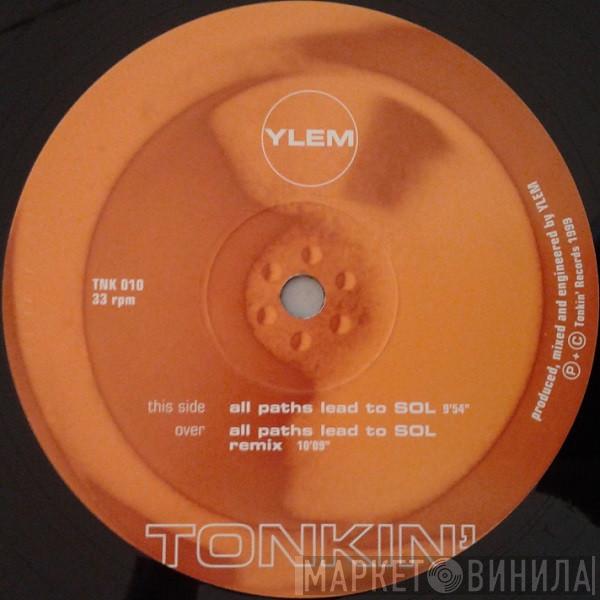 YLEM
TNK 010
33 rpm
produced, mixed and engineered by YLEM
Ⓟ + © Tonkin' Records 1999
this side all paths lead to SOL 9'54"
over all paths lead to SOL
remix 10'09"
TONKIN'
МАРКЕТ ВИНИЛА